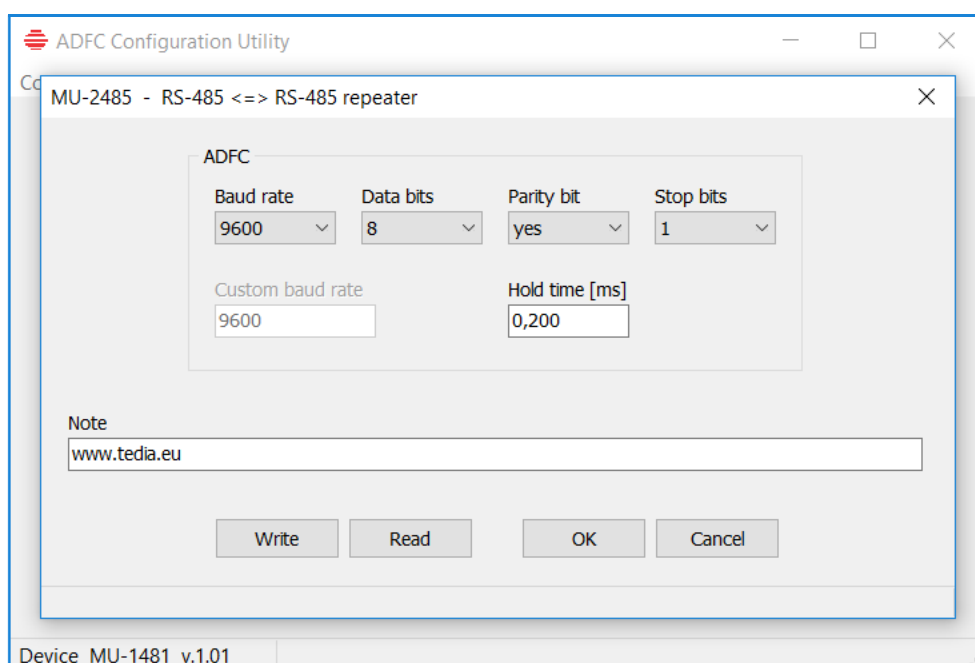 ADFC Configuration Utility
Co
MU-2485 - RS-485 <=> RS-485 repeater
ADFC
Baud rate Data bits Parity bit Stop bits
9600 8 yes 1
Custom baud rate Hold time [ms]
9600 0,200
Note
www.tedia.eu
Write Read OK Cancel
Device MU-1481 v.1.01